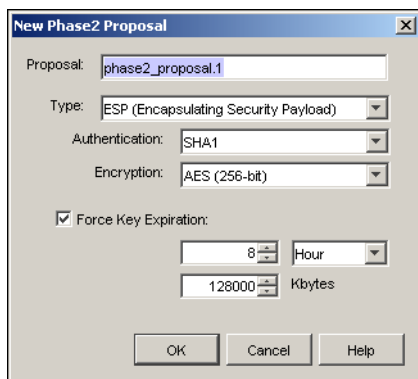 New Phase2 Proposal
Proposal: phase2_proposal.1
Type: ESP (Encapsulating Security Payload)
Authentication: SHA1
Encryption: AES (256-bit)
Force Key Expiration:
8 Hour
128000 Kbytes
OK Cancel Help